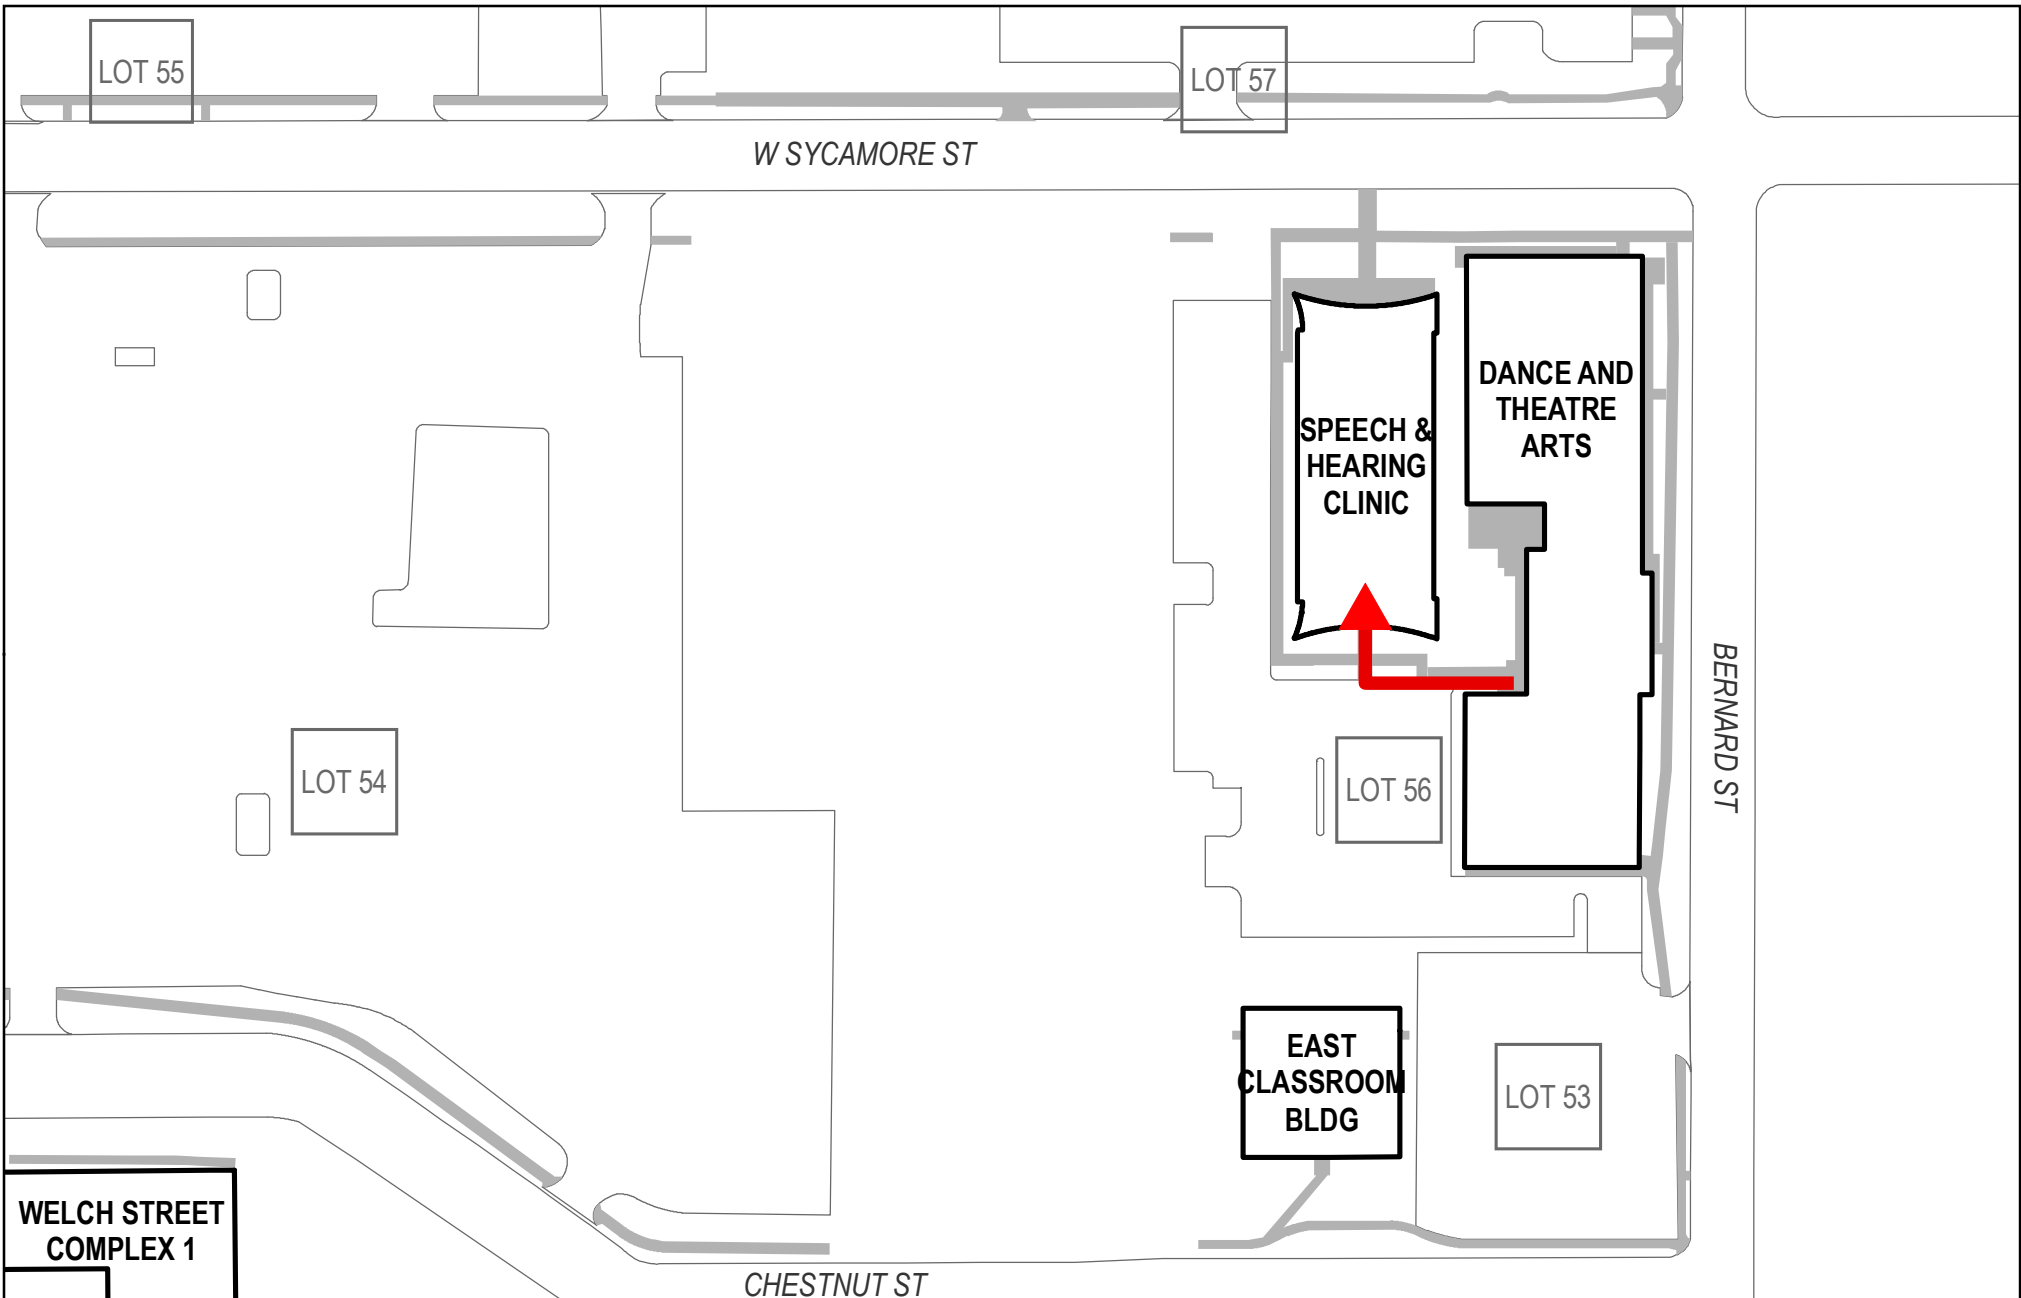 LOT 55
LOT 57
W SYCAMORE ST
DANCE AND
THEATRE
ARTS
SPEECH &
HEARING
CLINIC
BERNARD ST
LOT 54
LOT 56
EAST
CLASSROOM
BLDG
LOT 53
WELCH STREET
COMPLEX 1
CHESTNUT ST